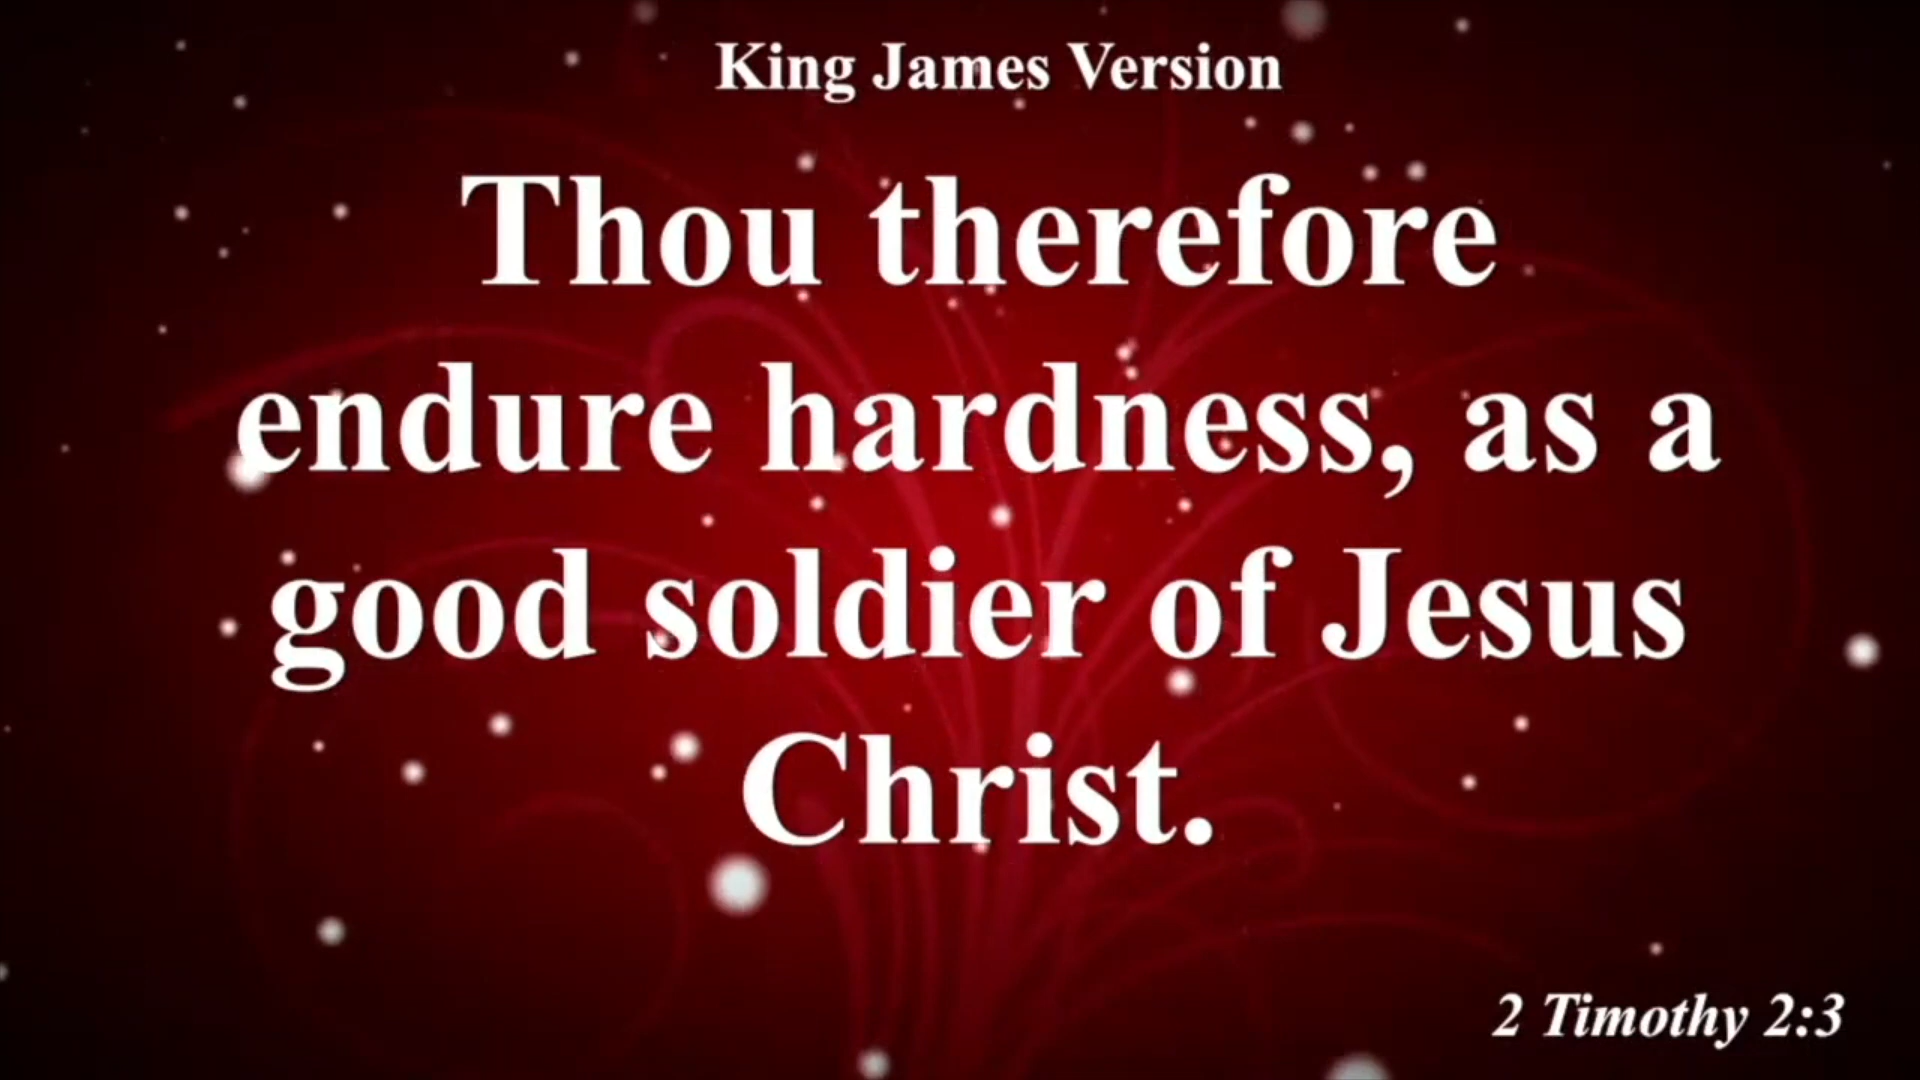 King James Version
Thou therefore
endure hardness, as a
good soldier of Jesus
Christ.
2 Timothy 2:3